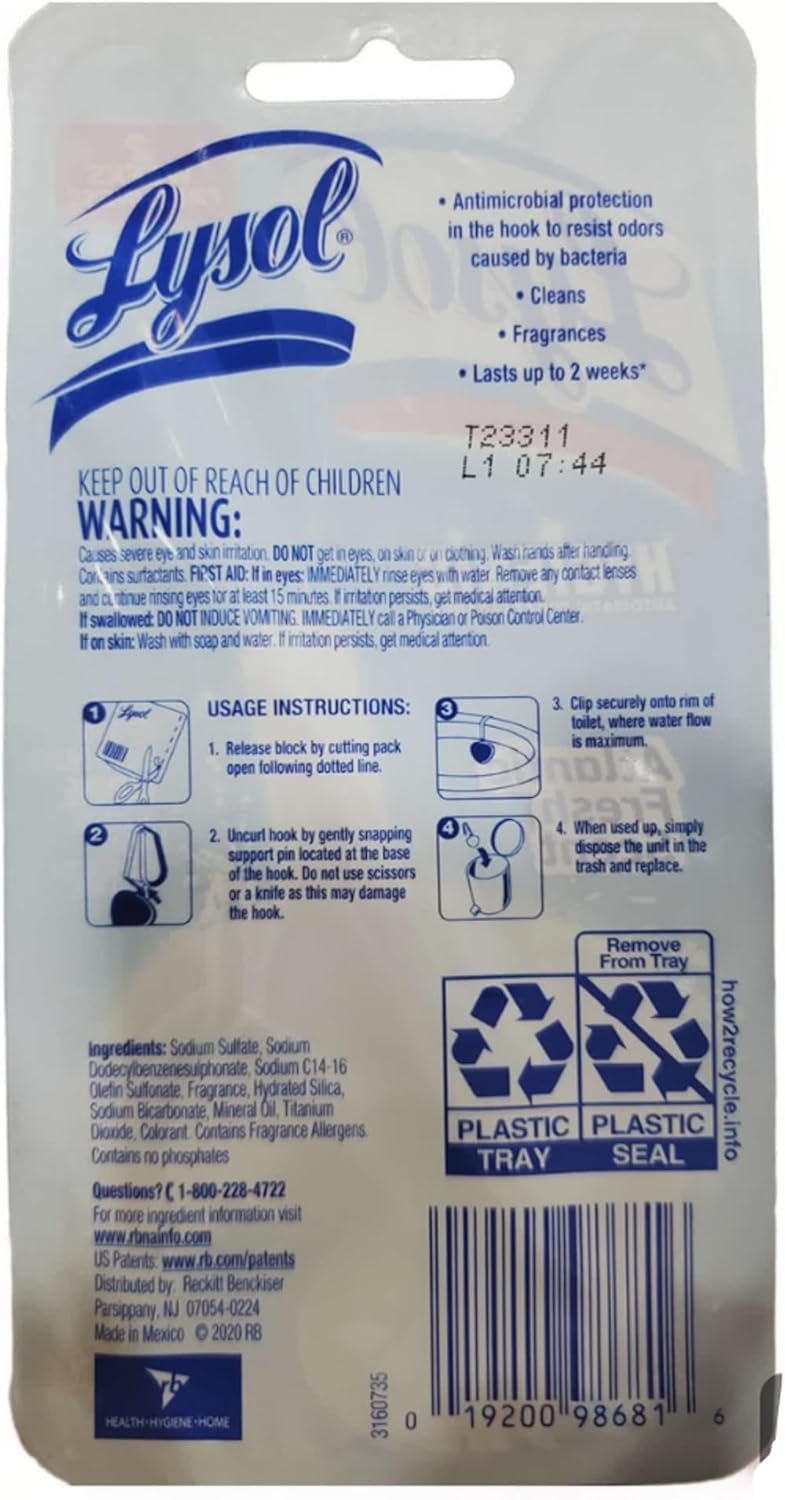 Lysol®
• Antimicrobial protection
in the hook to resist odors
caused by bacteria
• Cleans
• Fragrances
• Lasts up to 2 weeks*
T23311
L1 07:44
KEEP OUT OF REACH OF CHILDREN
WARNING:
Causes severe eye and skin irritation. DO NOT get in eyes, on skin or on clothing. Wash hands after handling.
Contains surfactants. FIRST AID: If in eyes: IMMEDIATELY rinse eyes with water. Remove any contact lenses
and continue rinsing eyes for at least 15 minutes. If irritation persists, get medical attention.
If swallowed: DO NOT INDUCE VOMITING. IMMEDIATELY call a Physician or Poison Control Center.
If on skin: Wash with soap and water. If irritation persists, get medical attention.
USAGE INSTRUCTIONS:
1
Lysol
1. Release block by cutting pack
open following dotted line.
2
2. Uncurl hook by gently snapping
support pin located at the base
of the hook. Do not use scissors
or a knife as this may damage
the hook.
3
3. Clip securely onto rim of
toilet, where water flow
is maximum.
4
4. When used up, simply
dispose the unit in the
trash and replace.
Remove
From Tray
PLASTIC
TRAY
PLASTIC
SEAL
how2recycle.info
Ingredients: Sodium Sulfate, Sodium
Dodecylbenzenesulphonate, Sodium C14-16
Olefin Sulfonate, Fragrance, Hydrated Silica,
Sodium Bicarbonate, Mineral Oil, Titanium
Dioxide, Colorant. Contains Fragrance Allergens.
Contains no phosphates
Questions? 1-800-228-4722
For more ingredient information visit
www.rbnainfo.com
US Patents: www.rb.com/patents
Distributed by: Reckitt Benckiser
Parsippany, NJ 07054-0224
Made in Mexico © 2020 RB
rb
HEALTH • HYGIENE • HOME
3160735
0 19200 98681 6